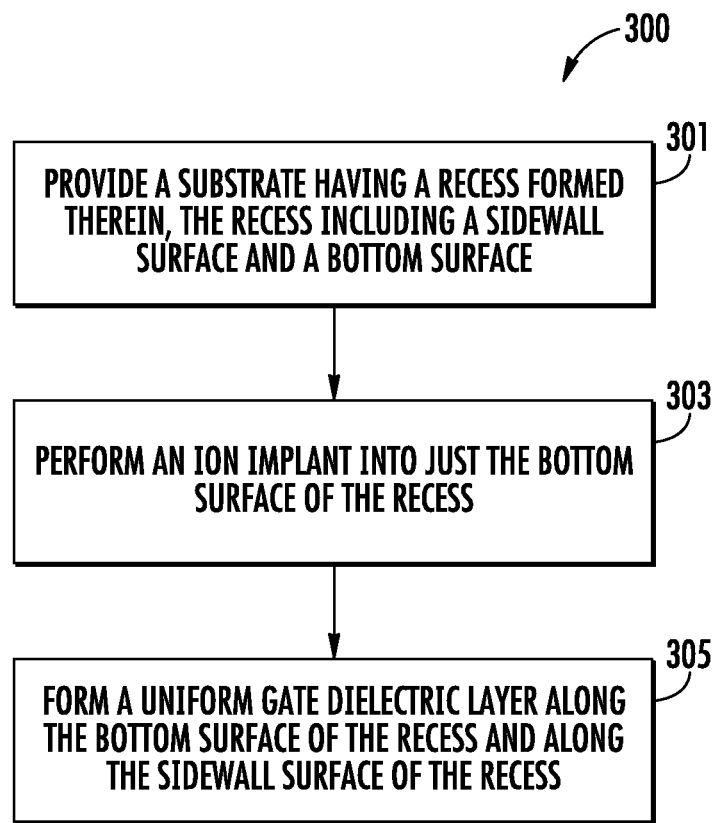 300
301
PROVIDE A SUBSTRATE HAVING A RECESS FORMED
THEREIN, THE RECESS INCLUDING A SIDEWALL
SURFACE AND A BOTTOM SURFACE
303
PERFORM AN ION IMPLANT INTO JUST THE BOTTOM
SURFACE OF THE RECESS
305
FORM A UNIFORM GATE DIELECTRIC LAYER ALONG
THE BOTTOM SURFACE OF THE RECESS AND ALONG
THE SIDEWALL SURFACE OF THE RECESS